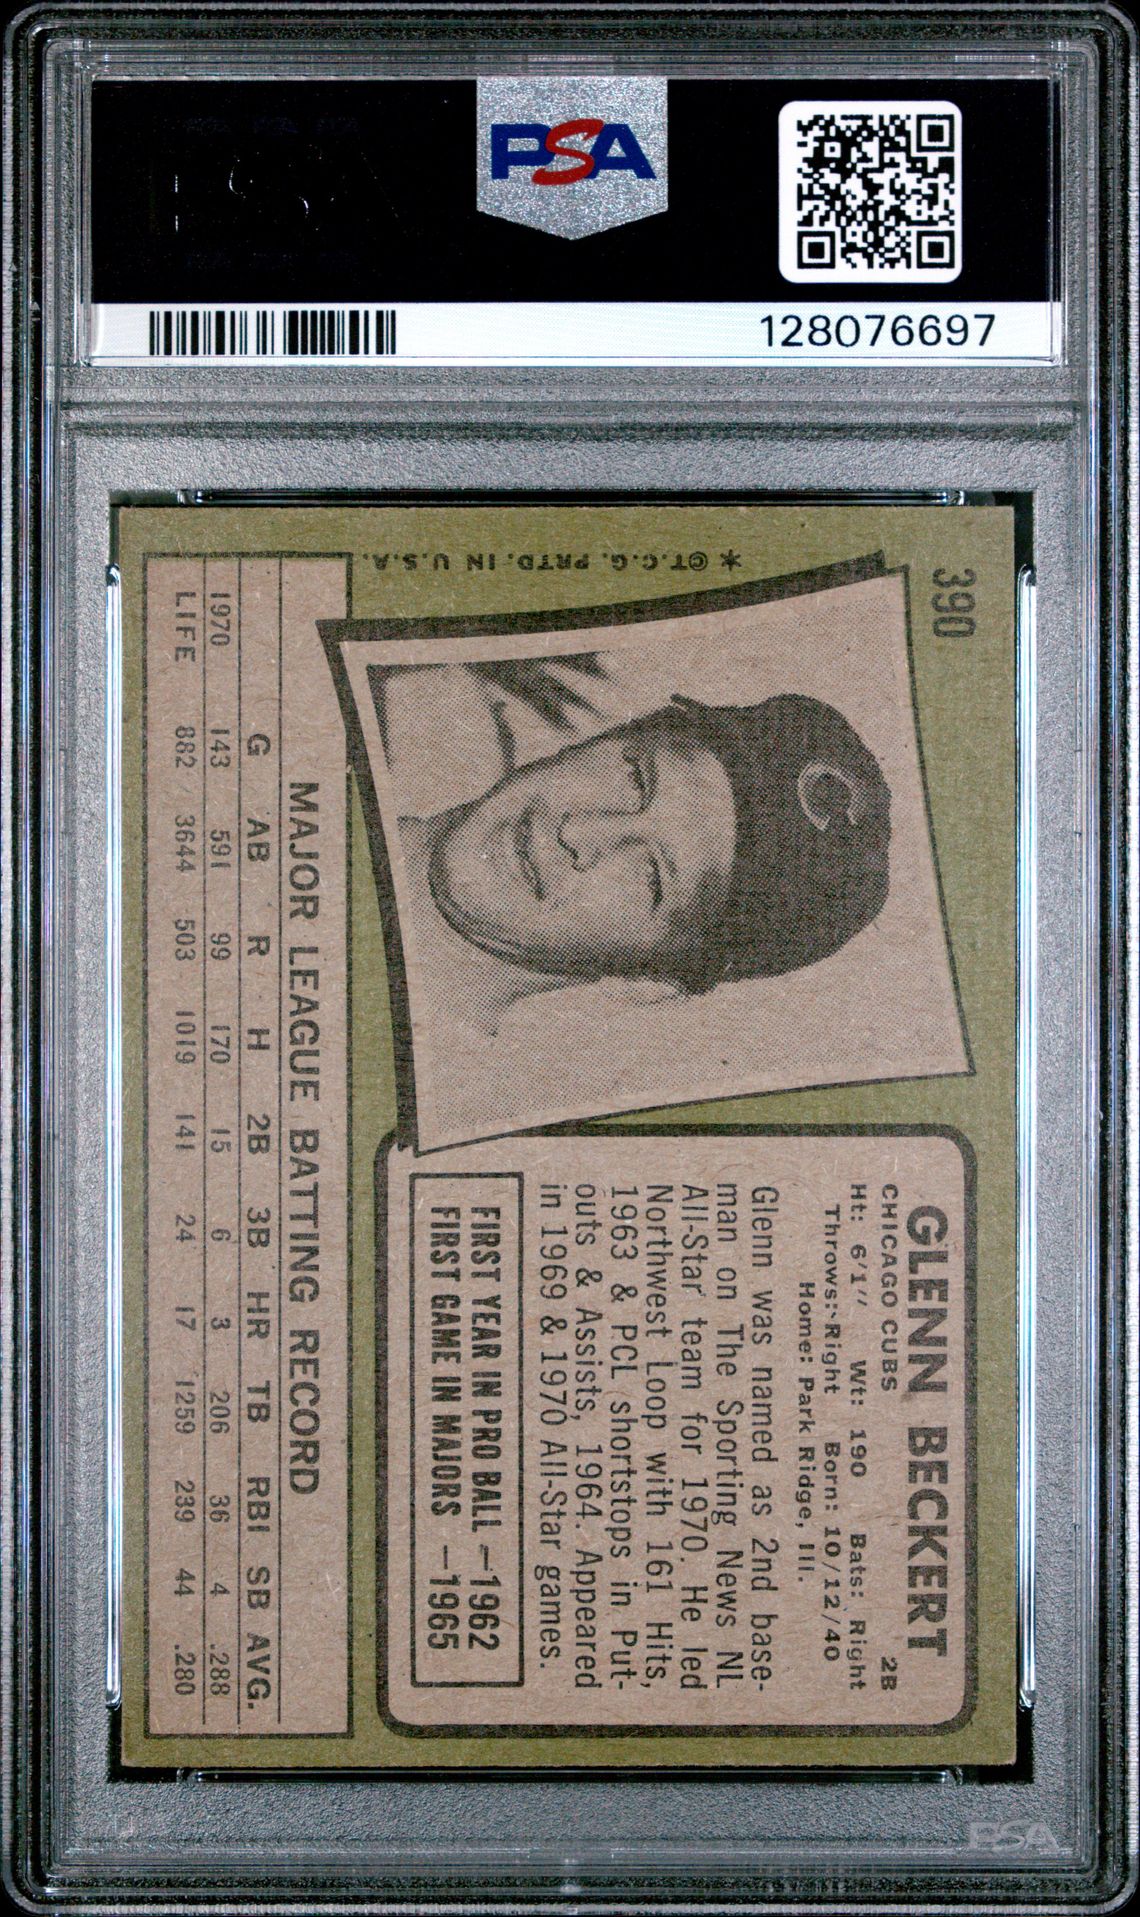 PSA
128076697
390
GLENN BECKERT
CHICAGO CUBS 2B
Ht: 6'1'' Wt: 190 Bats: Right
Throws: Right Born: 10/12/40
Home: Park Ridge, Ill.
Glenn was named as 2nd base-
man on The Sporting News NL
All-Star team for 1970. He led
Northwest Loop with 161 Hits,
1963 & PCL shortstops in Put-
outs & Assists, 1964. Appeared
in 1969 & 1970 All-Star games.
FIRST YEAR IN PRO BALL—1962
FIRST GAME IN MAJORS —1965
C
* ©T.C.G. PRTD. IN U.S.A.
MAJOR LEAGUE BATTING RECORD
G AB R H 2B 3B HR TB RBI SB AVG.
1970 143 591 99 170 15 6 3 206 36 4 .288
LIFE 882 3644 503 1019 141 24 17 1259 239 44 .280
PSA